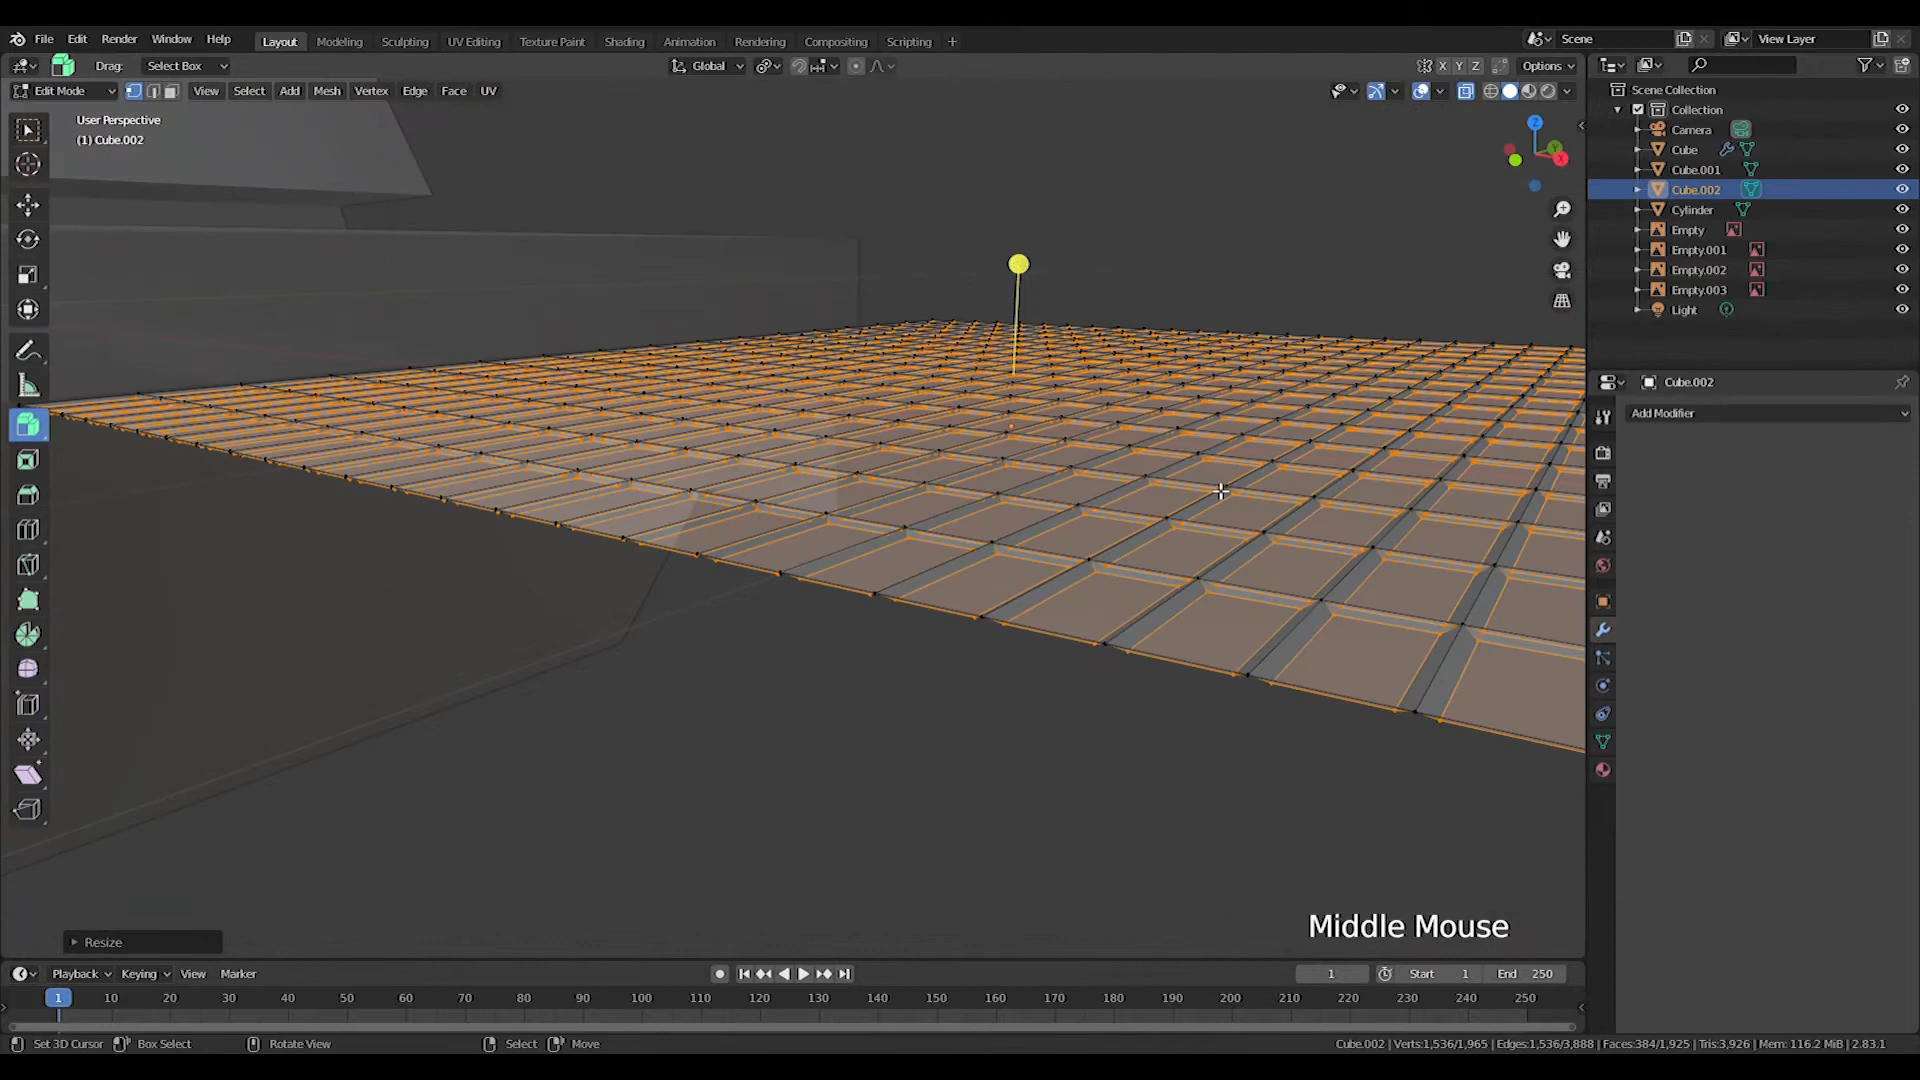 File Edit Render Window Help Layout Modeling Sculpting UV Editing Texture Paint Shading Animation Rendering Compositing Scripting + Scene View Layer
Drag: Select Box Global X Y Z Options
Edit Mode View Select Add Mesh Vertex Edge Face UV
User Perspective
(1) Cube.002
Z
Y
X
Scene Collection
Collection
Camera
Cube
Cube.001
Cube.002
Cylinder
Empty
Empty.001
Empty.002
Empty.003
Light
Cube.002
Add Modifier
Middle Mouse
Resize
Playback Keying View Marker 1 Start 1 End 250
1 10 20 30 40 50 60 70 80 90 100 110 120 130 140 150 160 170 180 190 200 210 220 230 240 250
Set 3D Cursor Box Select Rotate View Select Move Cube.002 | Verts:1,536/1,965 | Edges:1,536/3,888 | Faces:384/1,925 | Tris:3,926 | Mem: 116.2 MiB | 2.83.1